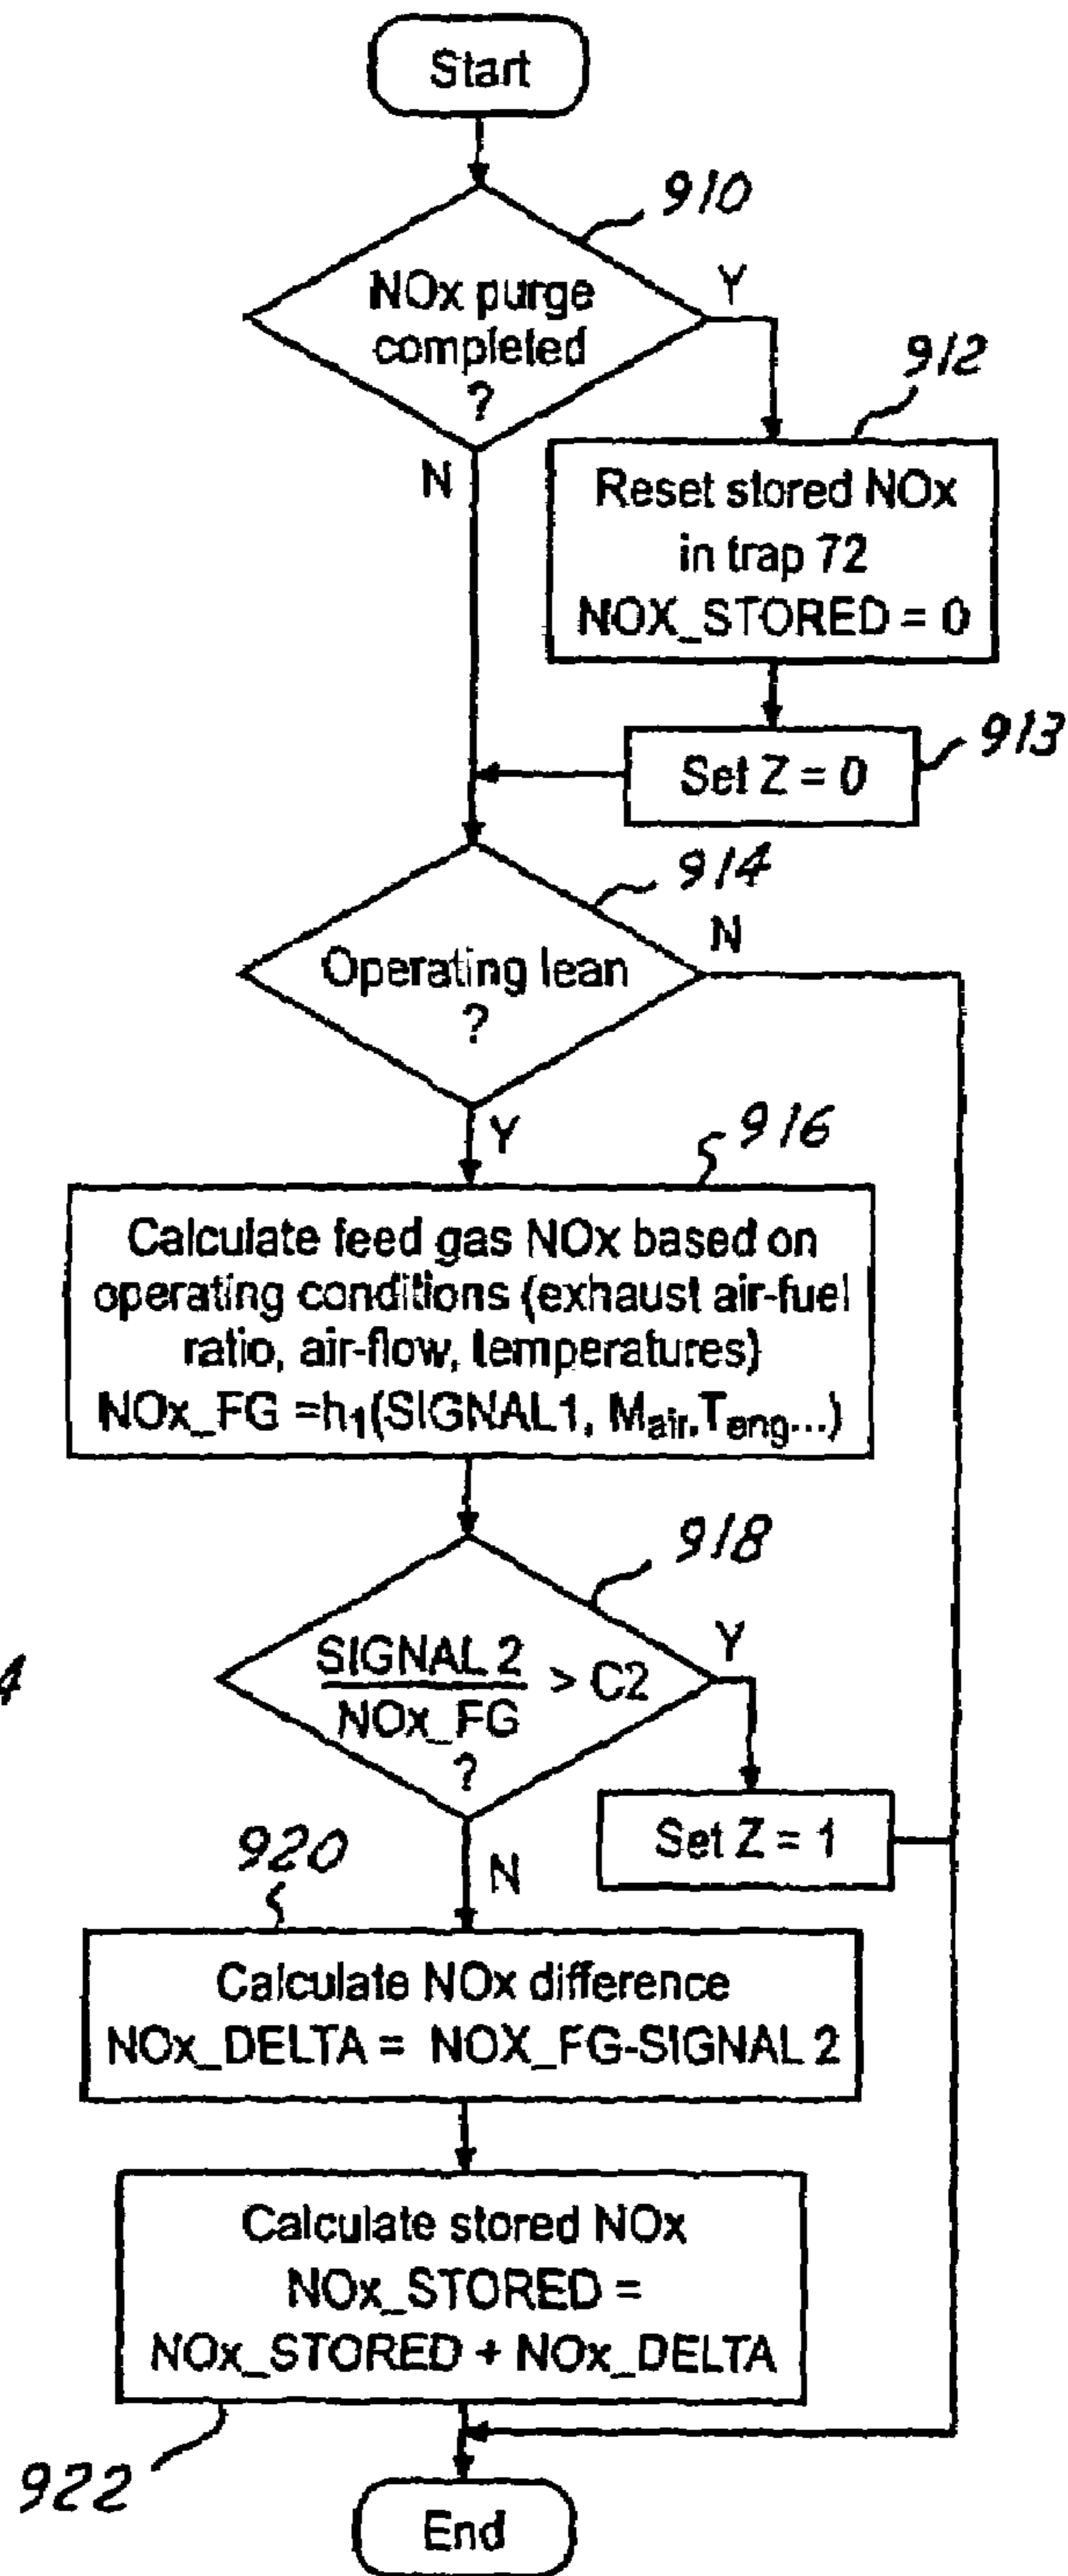 Start
910
NOx purge
completed
?
Y
N
912
Reset stored NOx
in trap 72
NOX_STORED = 0
913
Set Z = 0
914
Operating lean
?
N
Y
916
Calculate feed gas NOx based on
operating conditions (exhaust air-fuel
ratio, air-flow, temperatures)
NOx_FG =h1(SIGNAL1, Mair.Teng...)
918
SIGNAL 2
NOx_FG
> C2
?
Y
N
Set Z = 1
4
920
Calculate NOx difference
NOx_DELTA = NOX_FG-SIGNAL 2
Calculate stored NOx
NOx_STORED =
NOx_STORED + NOx_DELTA
922
End